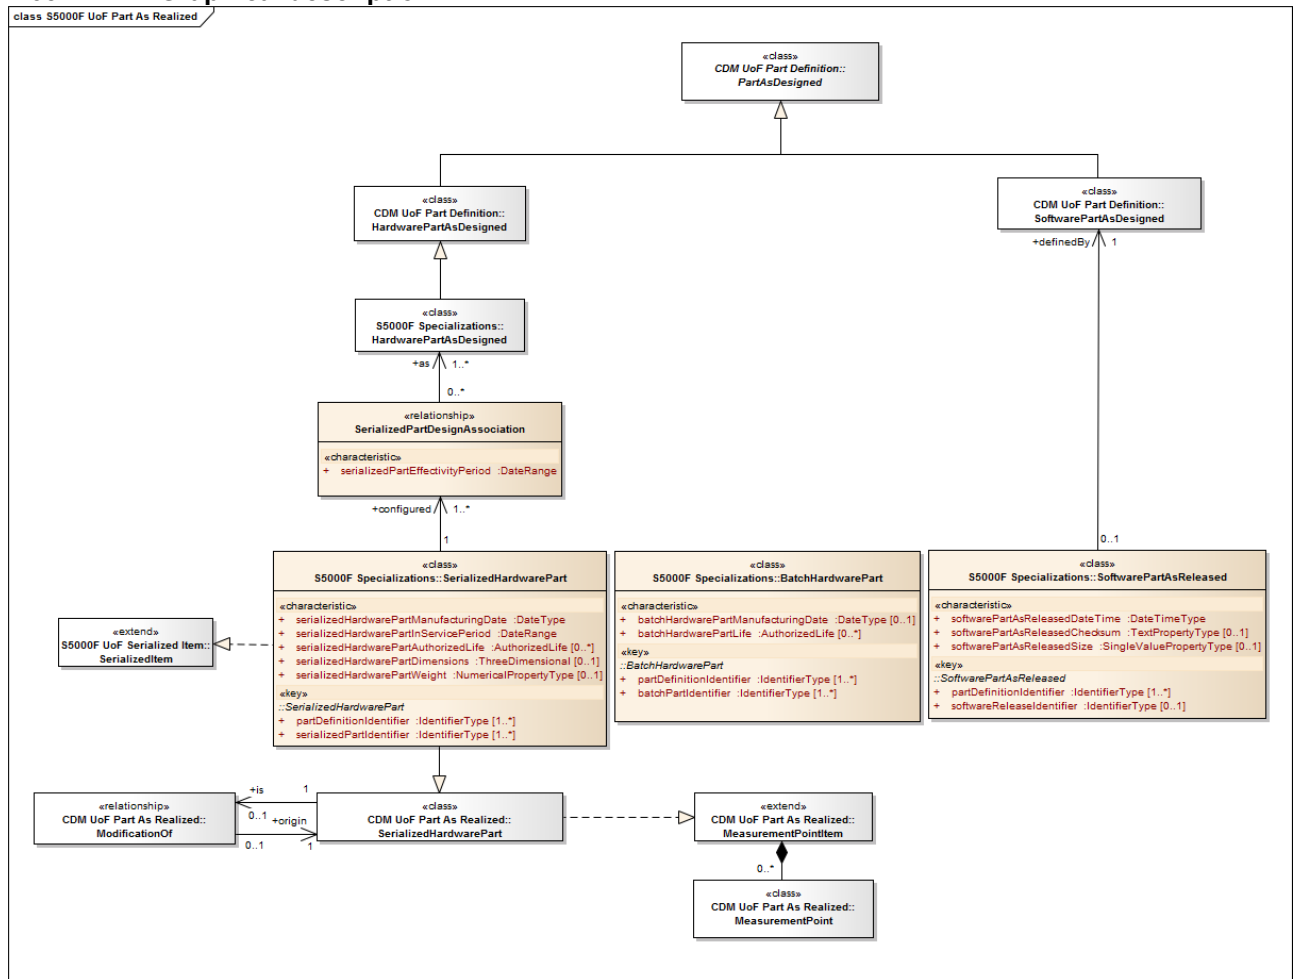 class S5000F UoF Part As Realized
«class»
CDM UoF Part Definition::
PartAsDesigned
«class»
CDM UoF Part Definition::
HardwarePartAsDesigned
«class»
CDM UoF Part Definition::
SoftwarePartAsDesigned
+definedBy 1
«class»
S5000F Specializations::
HardwarePartAsDesigned
+as 1..*
0..*
«relationship»
SerializedPartDesignAssociation
«characteristic»
+ serializedPartEffectivityPeriod :DateRange
+configured 1..*
1
0..1
«class»
S5000F Specializations::SerializedHardwarePart
«characteristic»
+ serializedHardwarePartManufacturingDate :DateType
+ serializedHardwarePartInServicePeriod :DateRange
+ serializedHardwarePartAuthorizedLife :AuthorizedLife [0..*]
+ serializedHardwarePartDimensions :ThreeDimensional [0..1]
+ serializedHardwarePartWeight :NumericalPropertyType [0..1]
«key»
::SerializedHardwarePart
+ partDefinitionIdentifier :IdentifierType [1..*]
+ serializedPartIdentifier :IdentifierType [1..*]
«class»
S5000F Specializations::BatchHardwarePart
«characteristic»
+ batchHardwarePartManufacturingDate :DateType [0..1]
+ batchHardwarePartLife :AuthorizedLife [0..*]
«key»
::BatchHardwarePart
+ partDefinitionIdentifier :IdentifierType [1..*]
+ batchPartIdentifier :IdentifierType [1..*]
«class»
S5000F Specializations::SoftwarePartAsReleased
«characteristic»
+ softwarePartAsReleasedDateTime :DateTimeType
+ softwarePartAsReleasedChecksum :TextPropertyType [0..1]
+ softwarePartAsReleasedSize :SingleValuePropertyType [0..1]
«key»
::SoftwarePartAsReleased
+ partDefinitionIdentifier :IdentifierType [1..*]
+ softwareReleaseIdentifier :IdentifierType [0..1]
«extend»
S5000F UoF Serialized Item::
SerializedItem
«relationship»
CDM UoF Part As Realized::
ModificationOf
+is 1
0..1
+origin
0..1 1
«class»
CDM UoF Part As Realized::
SerializedHardwarePart
«extend»
CDM UoF Part As Realized::
MeasurementPointItem
0..*
«class»
CDM UoF Part As Realized::
MeasurementPoint